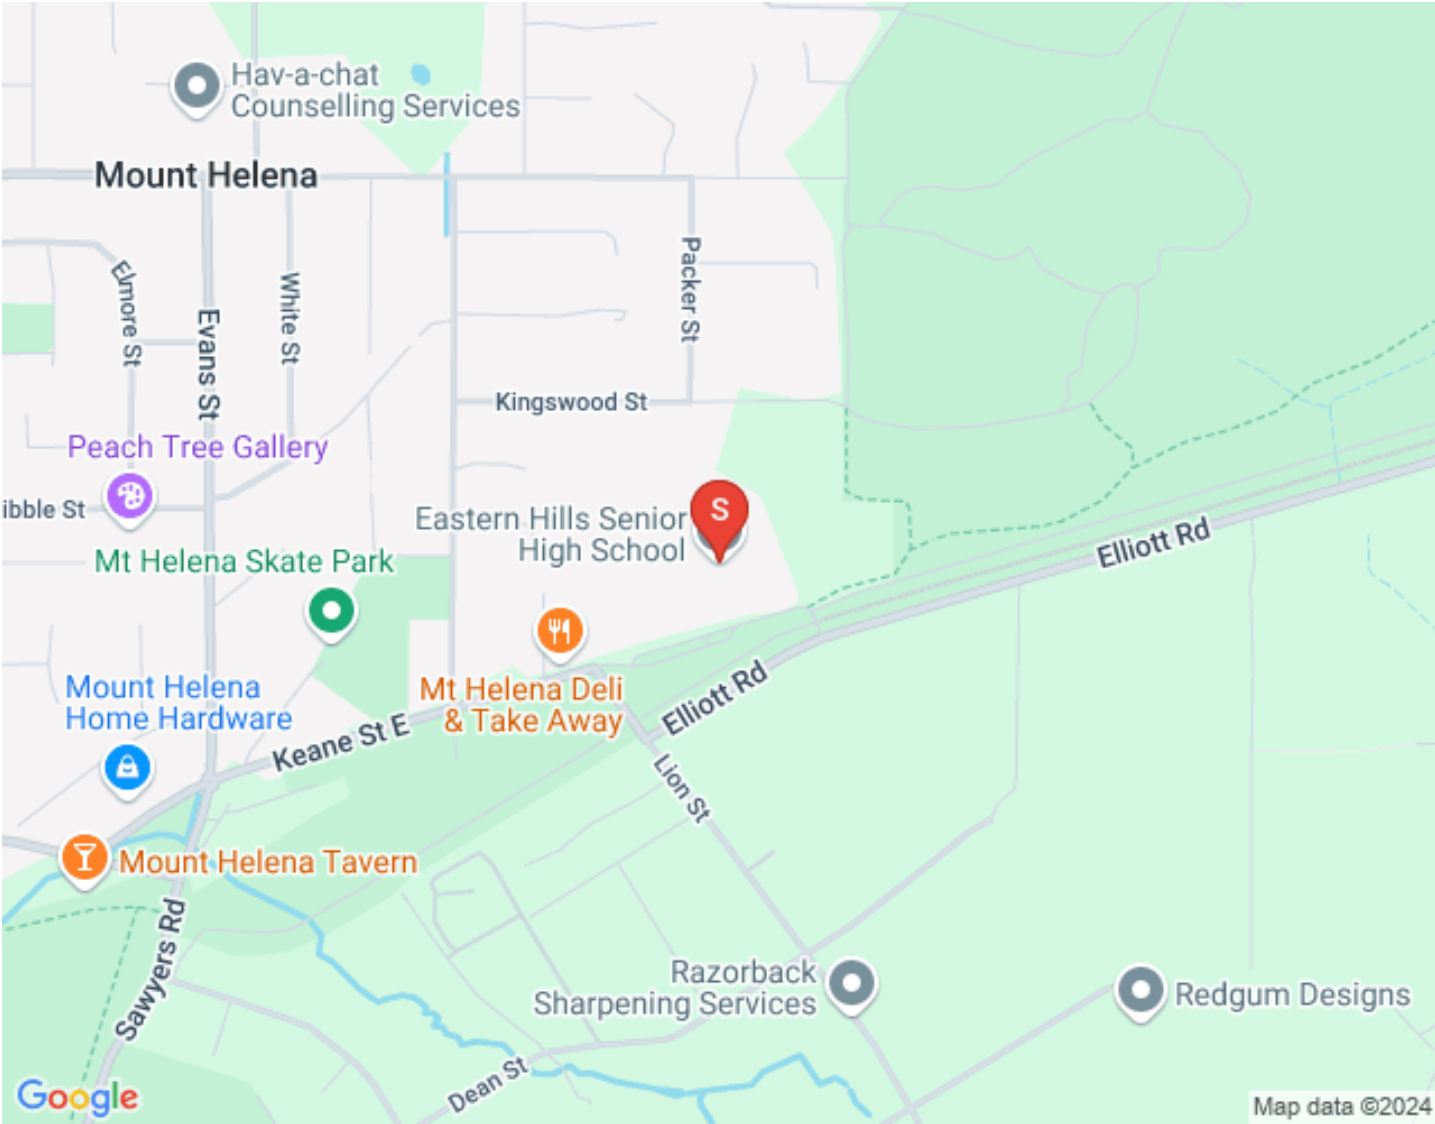 Hav-a-chat
Counselling Services
Mount Helena
Elmore St
Evans St
White St
Packer St
Kingswood St
Peach Tree Gallery
ibble St
Eastern Hills Senior
High School
S
Mt Helena Skate Park
Elliott Rd
Mount Helena
Home Hardware
Mt Helena Deli
& Take Away
Elliott Rd
Keane St E
Lion St
Mount Helena Tavern
Sawyers Rd
Razorback
Sharpening Services
Redgum Designs
Dean St
Google
Map data ©2024